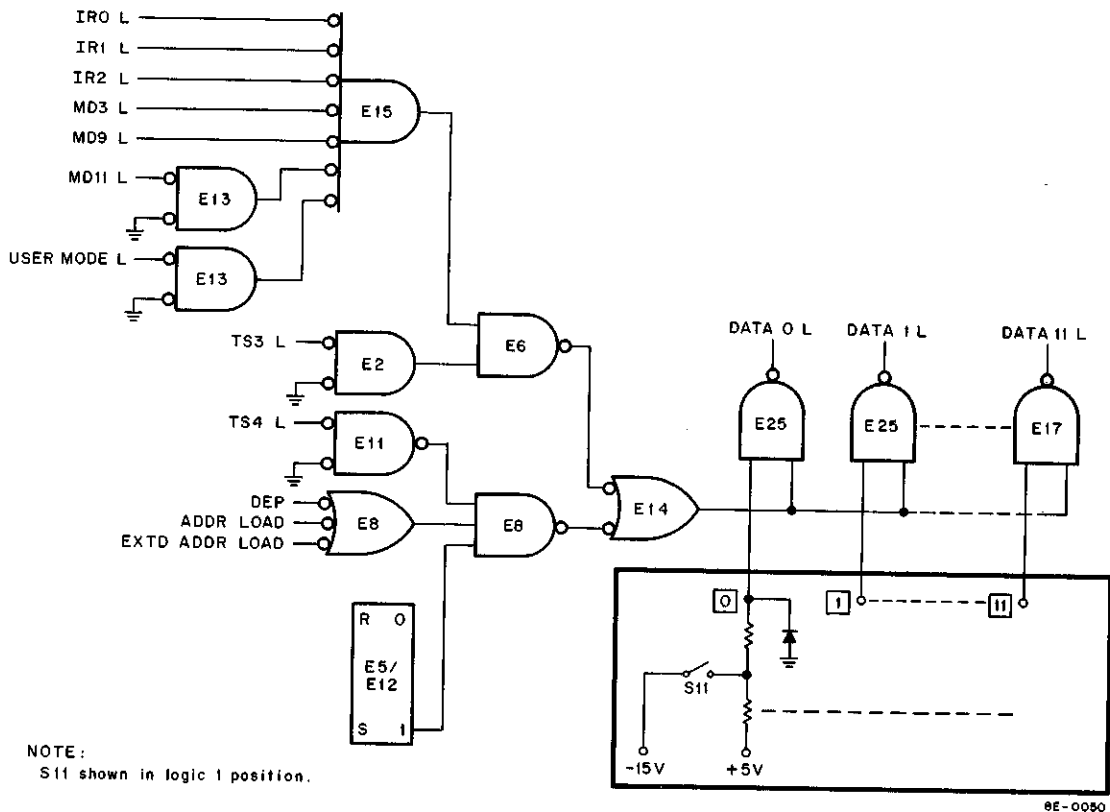 IR0 L
IR1 L
IR2 L
MD3 L
MD9 L
E15
MD11 L
E13
USER MODE L
E13
TS3 L
E2
E6
TS4 L
E11
DEP
ADDR LOAD
EXTD ADDR LOAD
E8
E8
E14
DATA 0 L
DATA 1 L
DATA 11 L
E25
E25
E17
0
1
11
R 0
E5/
E12
S 1
S11
-15V
+5V
NOTE:
S11 shown in logic 1 position.
8E-0080